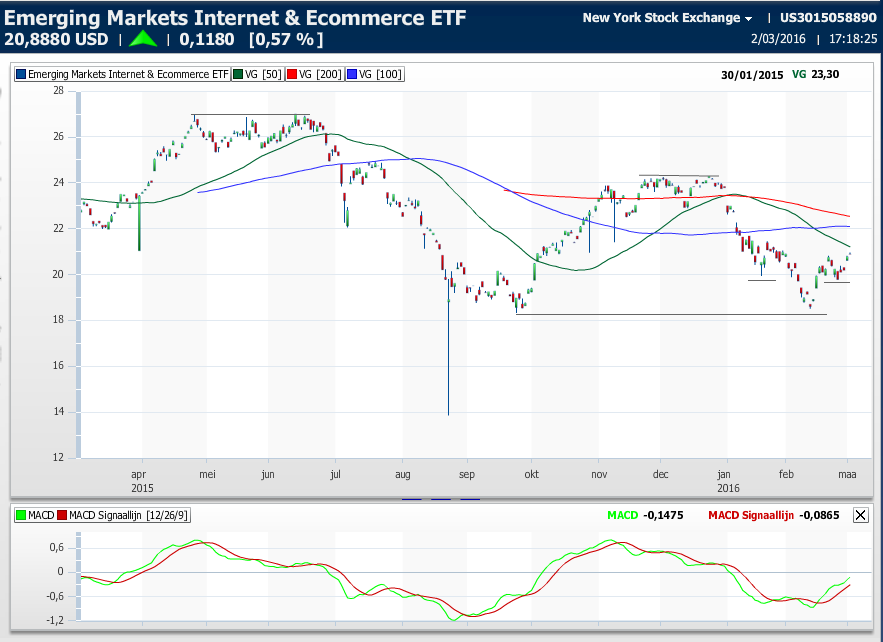 Emerging Markets Internet & Ecommerce ETF
New York Stock Exchange | US3015058890
20,8880 USD | | 0,1180 [0,57 %]
2/03/2016 | 17:18:25
Emerging Markets Internet & Ecommerce ETF VG [50] VG [200] VG [100]
30/01/2015 VG 23,30
28
26
24
22
20
18
16
14
12
apr mei jun jul aug sep okt nov dec jan feb maa
2015 2016
MACD MACD Signaallijn [12/26/9]
MACD -0,1475 MACD Signaallijn -0,0865
0,6
0
-0,6
-1,2